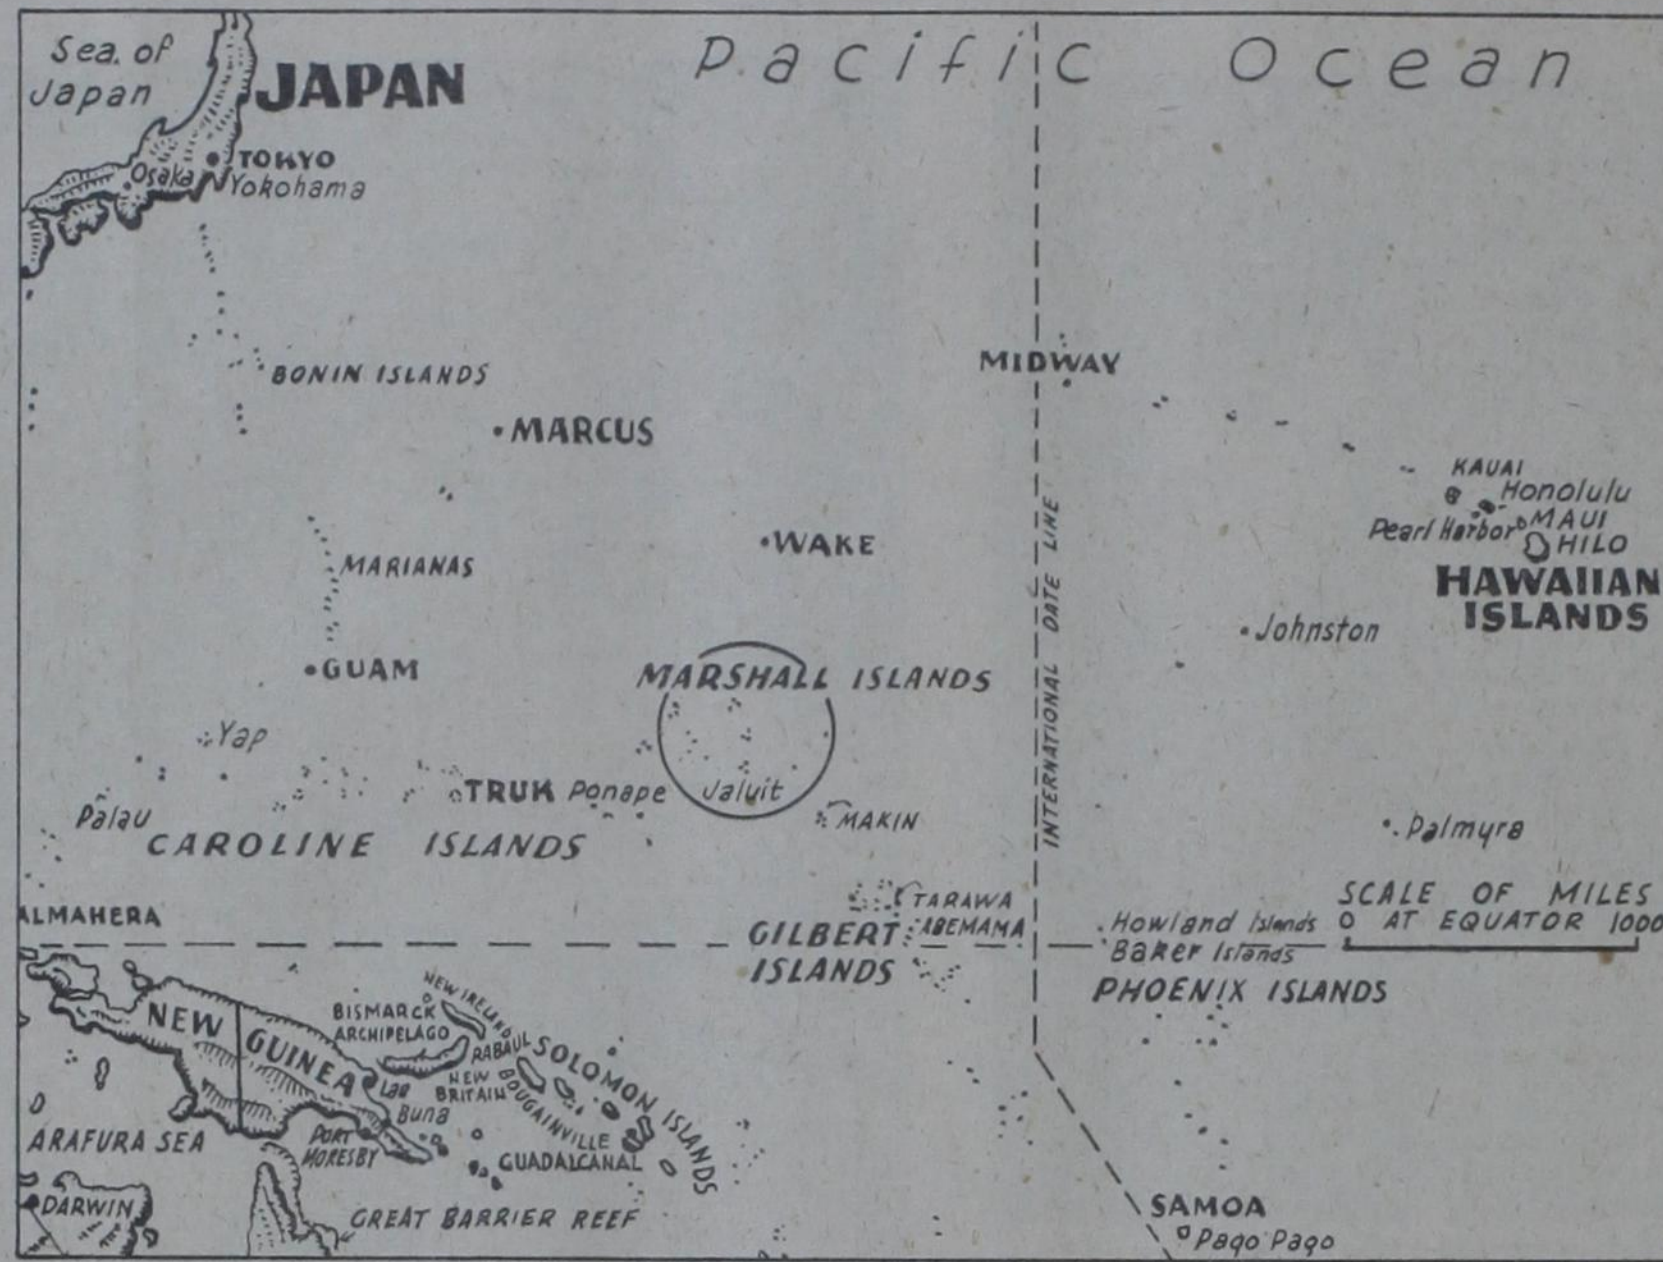 Pacific Ocean
Sea. of
Japan
JAPAN
TOKYO
Osaka
Yokohama
BONIN ISLANDS
MIDWAY
MARCUS
KAUAI
Honolulu
Pearl Harbor
MAUI
HILO
HAWAIIAN
ISLANDS
WAKE
MARIANAS
INTERNATIONAL DATE LINE
Johnston
GUAM
MARSHALL ISLANDS
Yap
TRUK
Ponape
Jaluit
Palau
MAKIN
CAROLINE ISLANDS
Palmyra
TARAWA
ABEMAMA
SCALE OF MILES
0 AT EQUATOR 1000
ALMAHERA
GILBERT
ISLANDS
Howland Islands
Baker Islands
PHOENIX ISLANDS
NEW GUINEA
BISMARCK
ARCHIPELAGO
NEW IRELAND
RABAUL
SOLOMON ISLANDS
NEW
BRITAIN
BOUGAINVILLE
Lae
Buna
PORT
MORESBY
GUADALCANAL
ARAFURA SEA
DARWIN
GREAT BARRIER REEF
SAMOA
Pago Pago